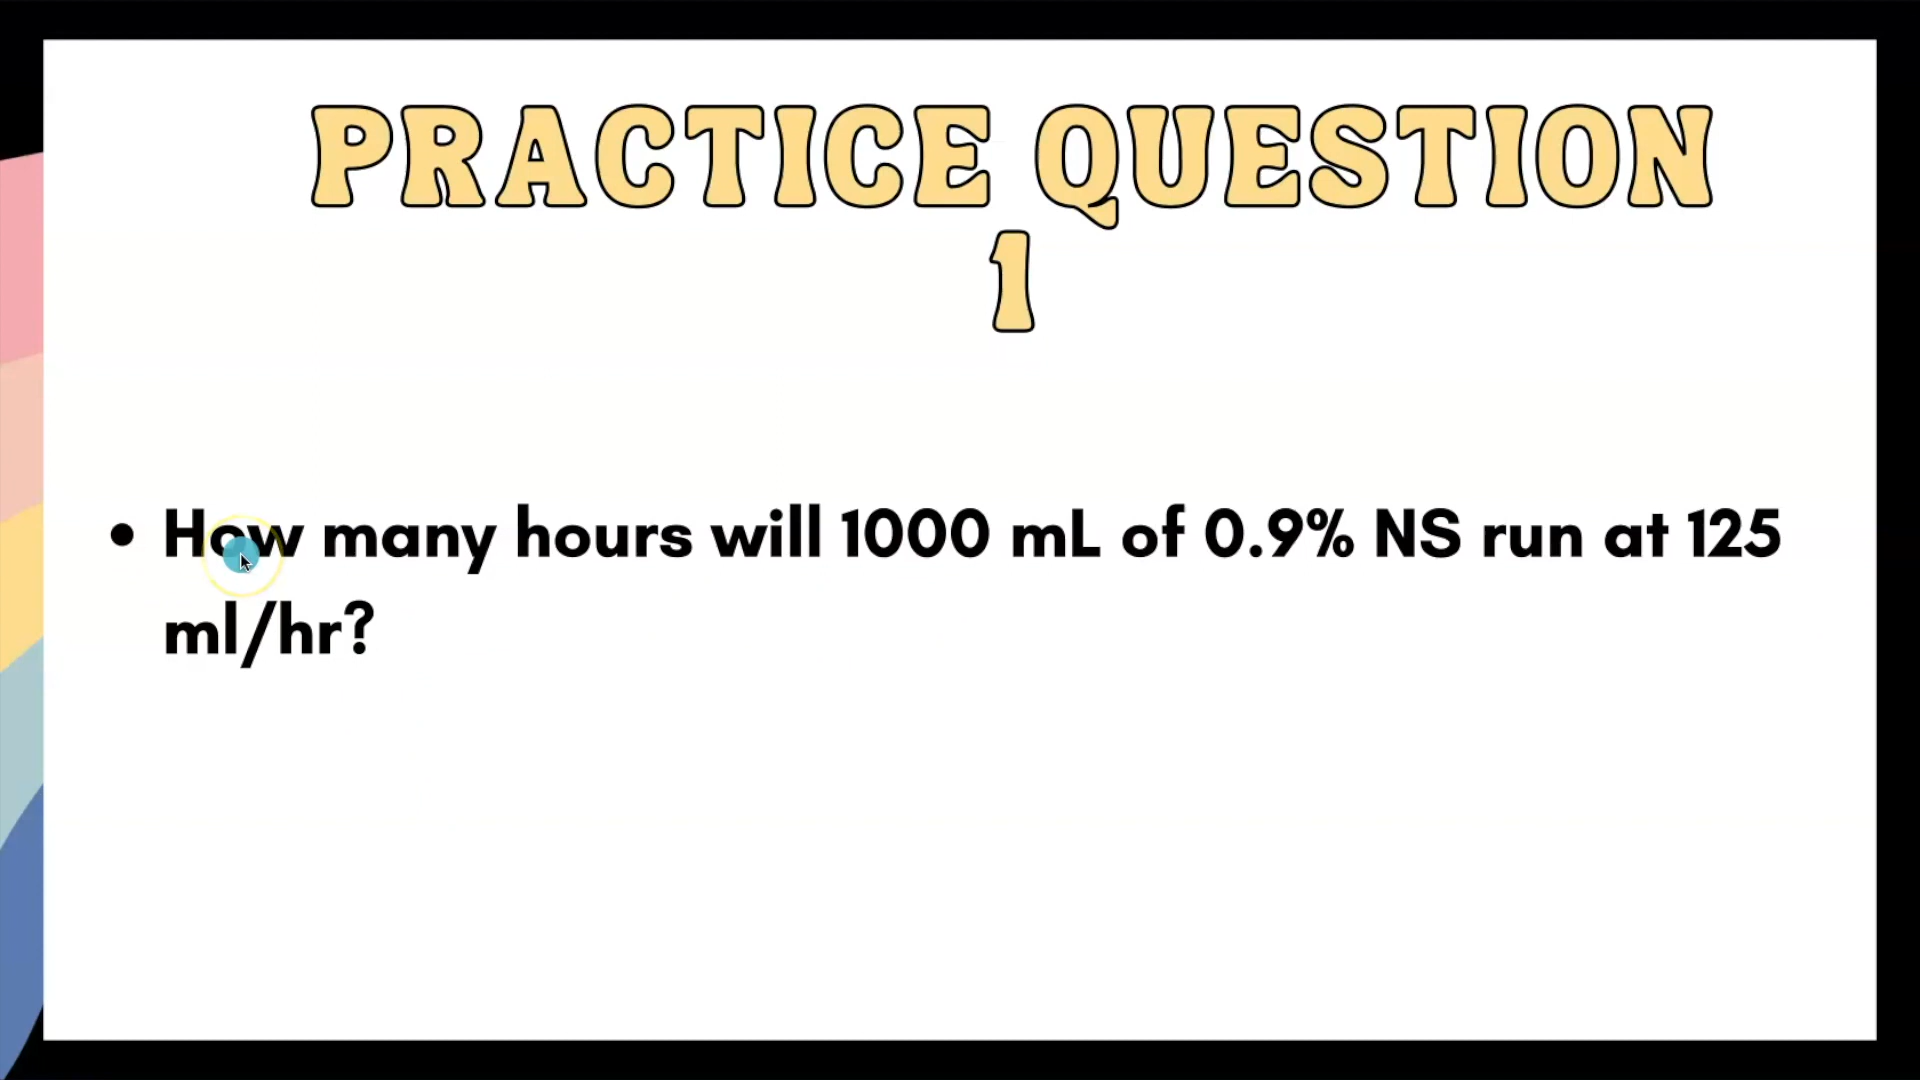 PRACTICE QUESTION
1
• How many hours will 1000 mL of 0.9% NS run at 125
ml/hr?